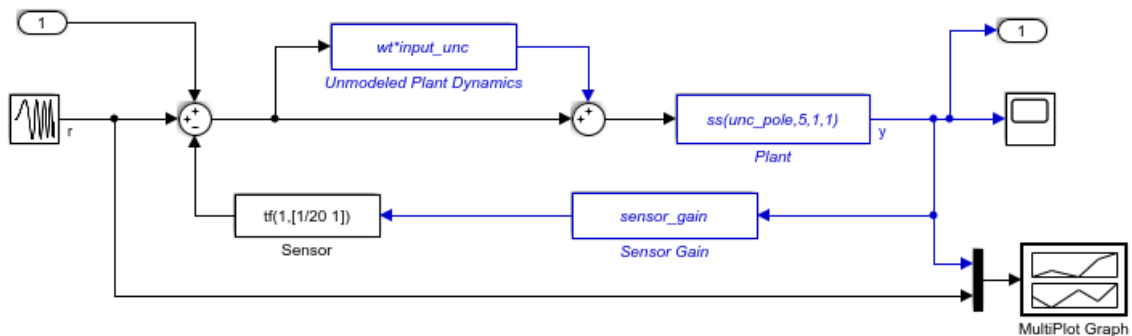 1
wt*input_unc
Unmodeled Plant Dynamics
1
r
ss(unc_pole,5,1,1)
y
Plant
tf(1,[1/20 1])
Sensor
sensor_gain
Sensor Gain
MultiPlot Graph